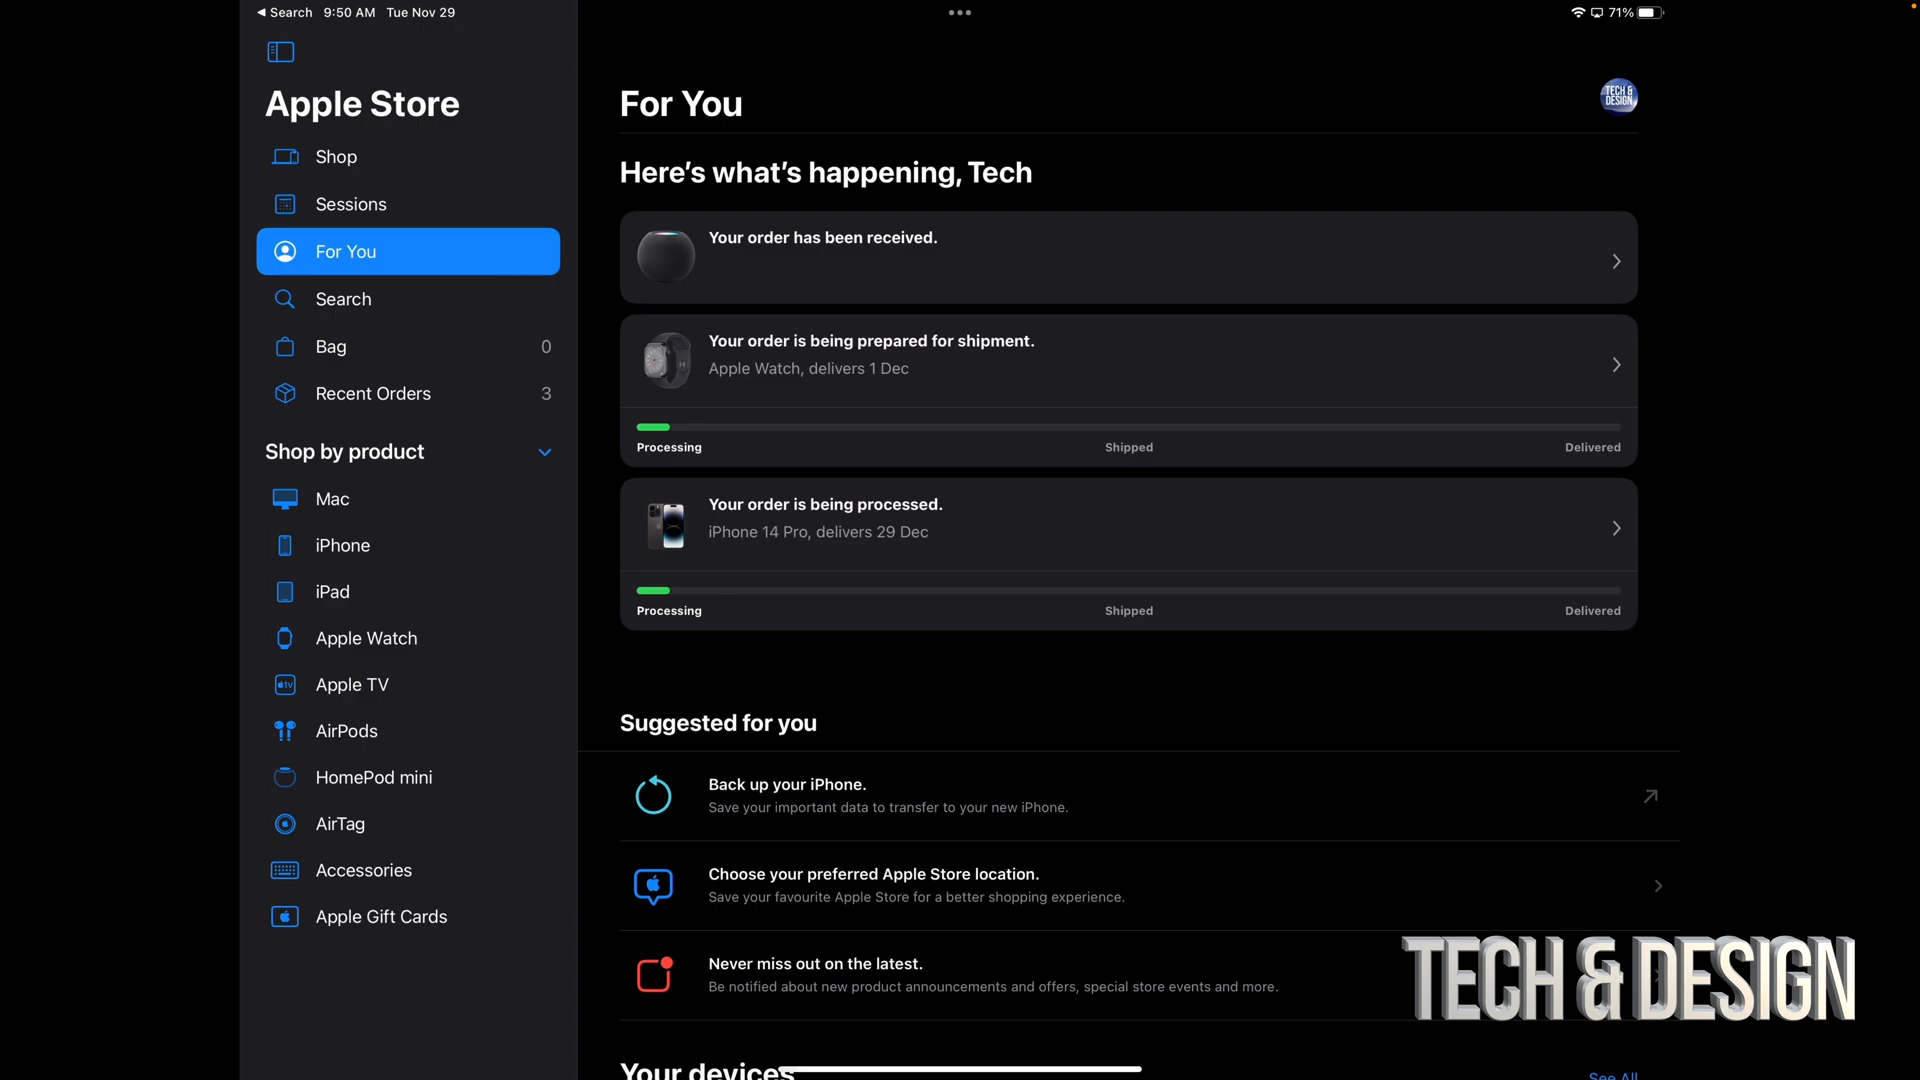 Search 9:50 AM Tue Nov 29
71%
Apple Store
Shop
Sessions
For You
Search
Bag 0
Recent Orders 3
Shop by product
Mac
iPhone
iPad
Apple Watch
tv Apple TV
AirPods
HomePod mini
AirTag
Accessories
Apple Gift Cards
For You
TECH &
DESIGN
Here's what's happening, Tech
Your order has been received.
Your order is being prepared for shipment.
Apple Watch, delivers 1 Dec
Processing Shipped Delivered
Your order is being processed.
iPhone 14 Pro, delivers 29 Dec
Processing Shipped Delivered
Suggested for you
Back up your iPhone.
Save your important data to transfer to your new iPhone.
Choose your preferred Apple Store location.
Save your favourite Apple Store for a better shopping experience.
Never miss out on the latest.
Be notified about new product announcements and offers, special store events and more.
TECH & DESIGN
Your devices See All